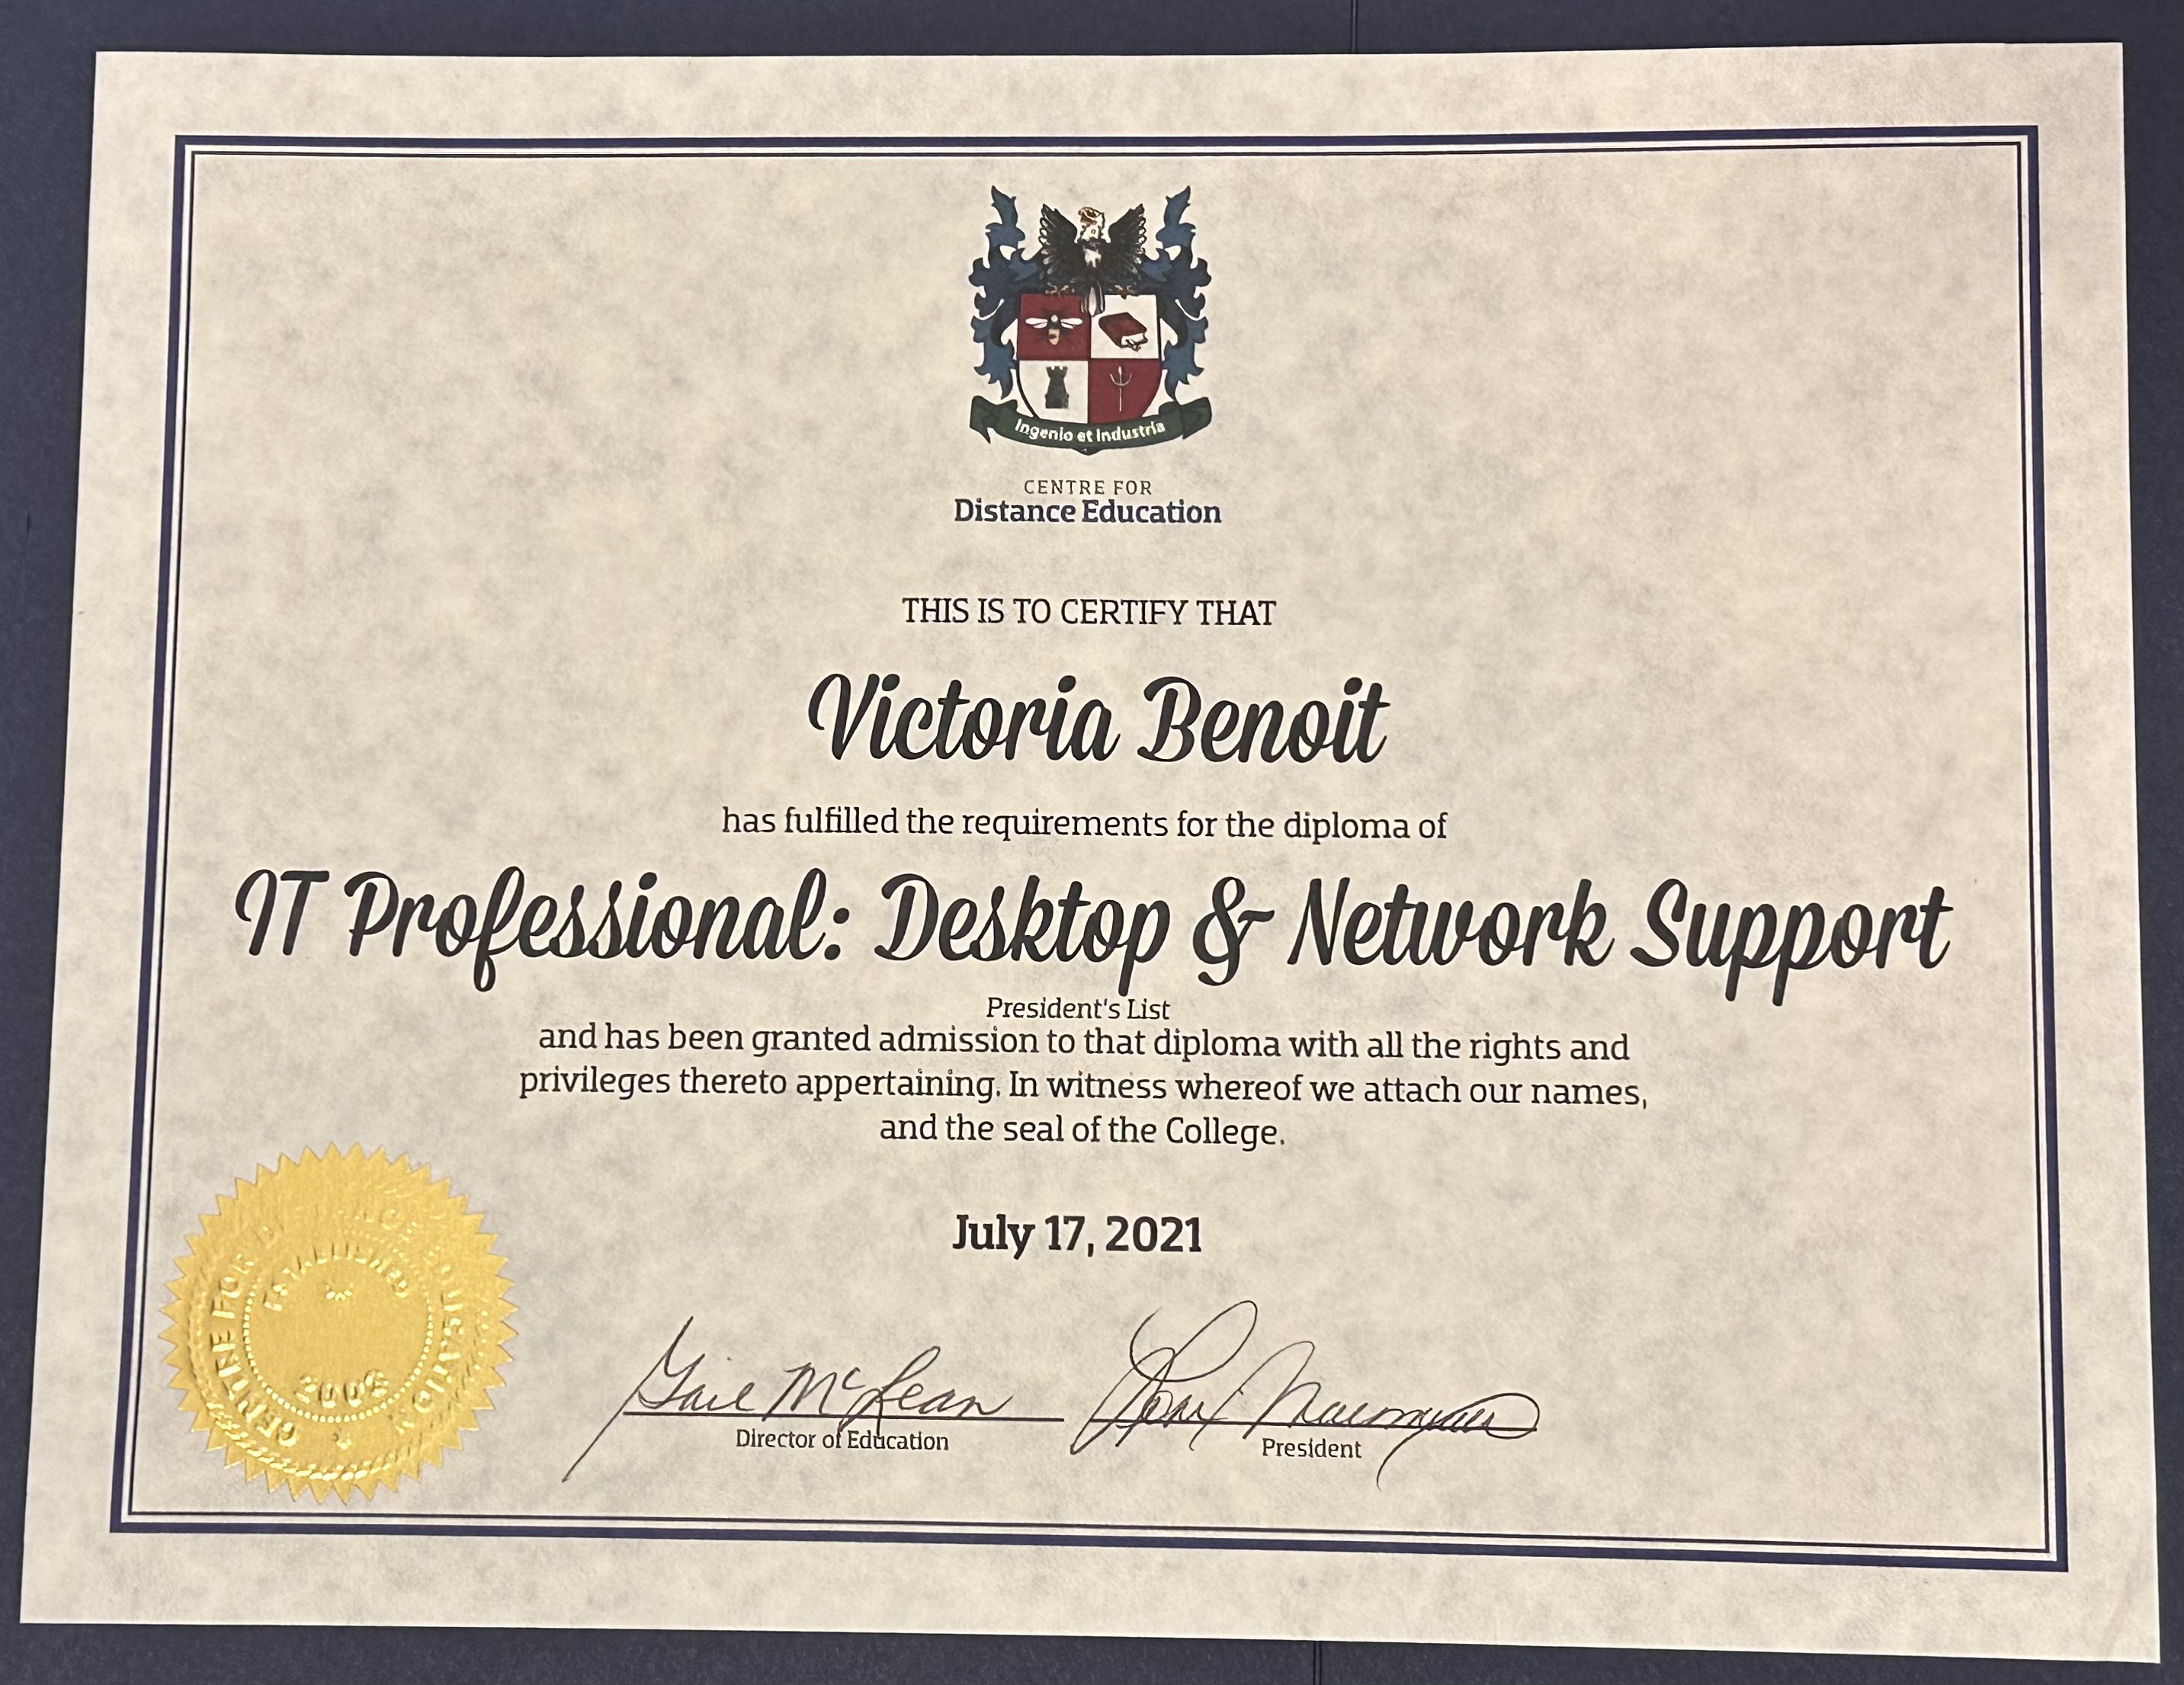 Ingenio et Industria
CENTRE FOR
Distance Education
THIS IS TO CERTIFY THAT
Victoria Benoit
has fulfilled the requirements for the diploma of
IT Professional: Desktop & Network Support
President's List
and has been granted admission to that diploma with all the rights and
privileges thereto appertaining. In witness whereof we attach our names,
and the seal of the College.
July 17, 2021
CENTRE FOR DISTANCE EDUCATION
ESTABLISHED
Gail McLean
Director of Education
President